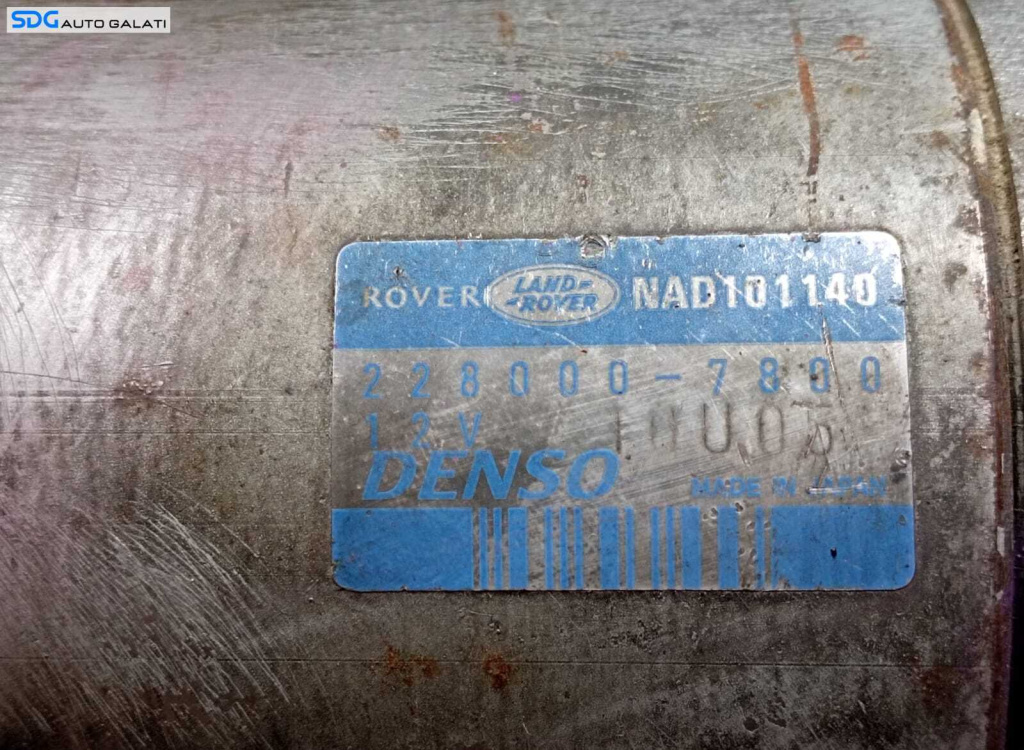 SDG AUTO GALATI
ROVER LAND-ROVER NAD101140
228000-7800
12V
DENSO MADE IN JAPAN